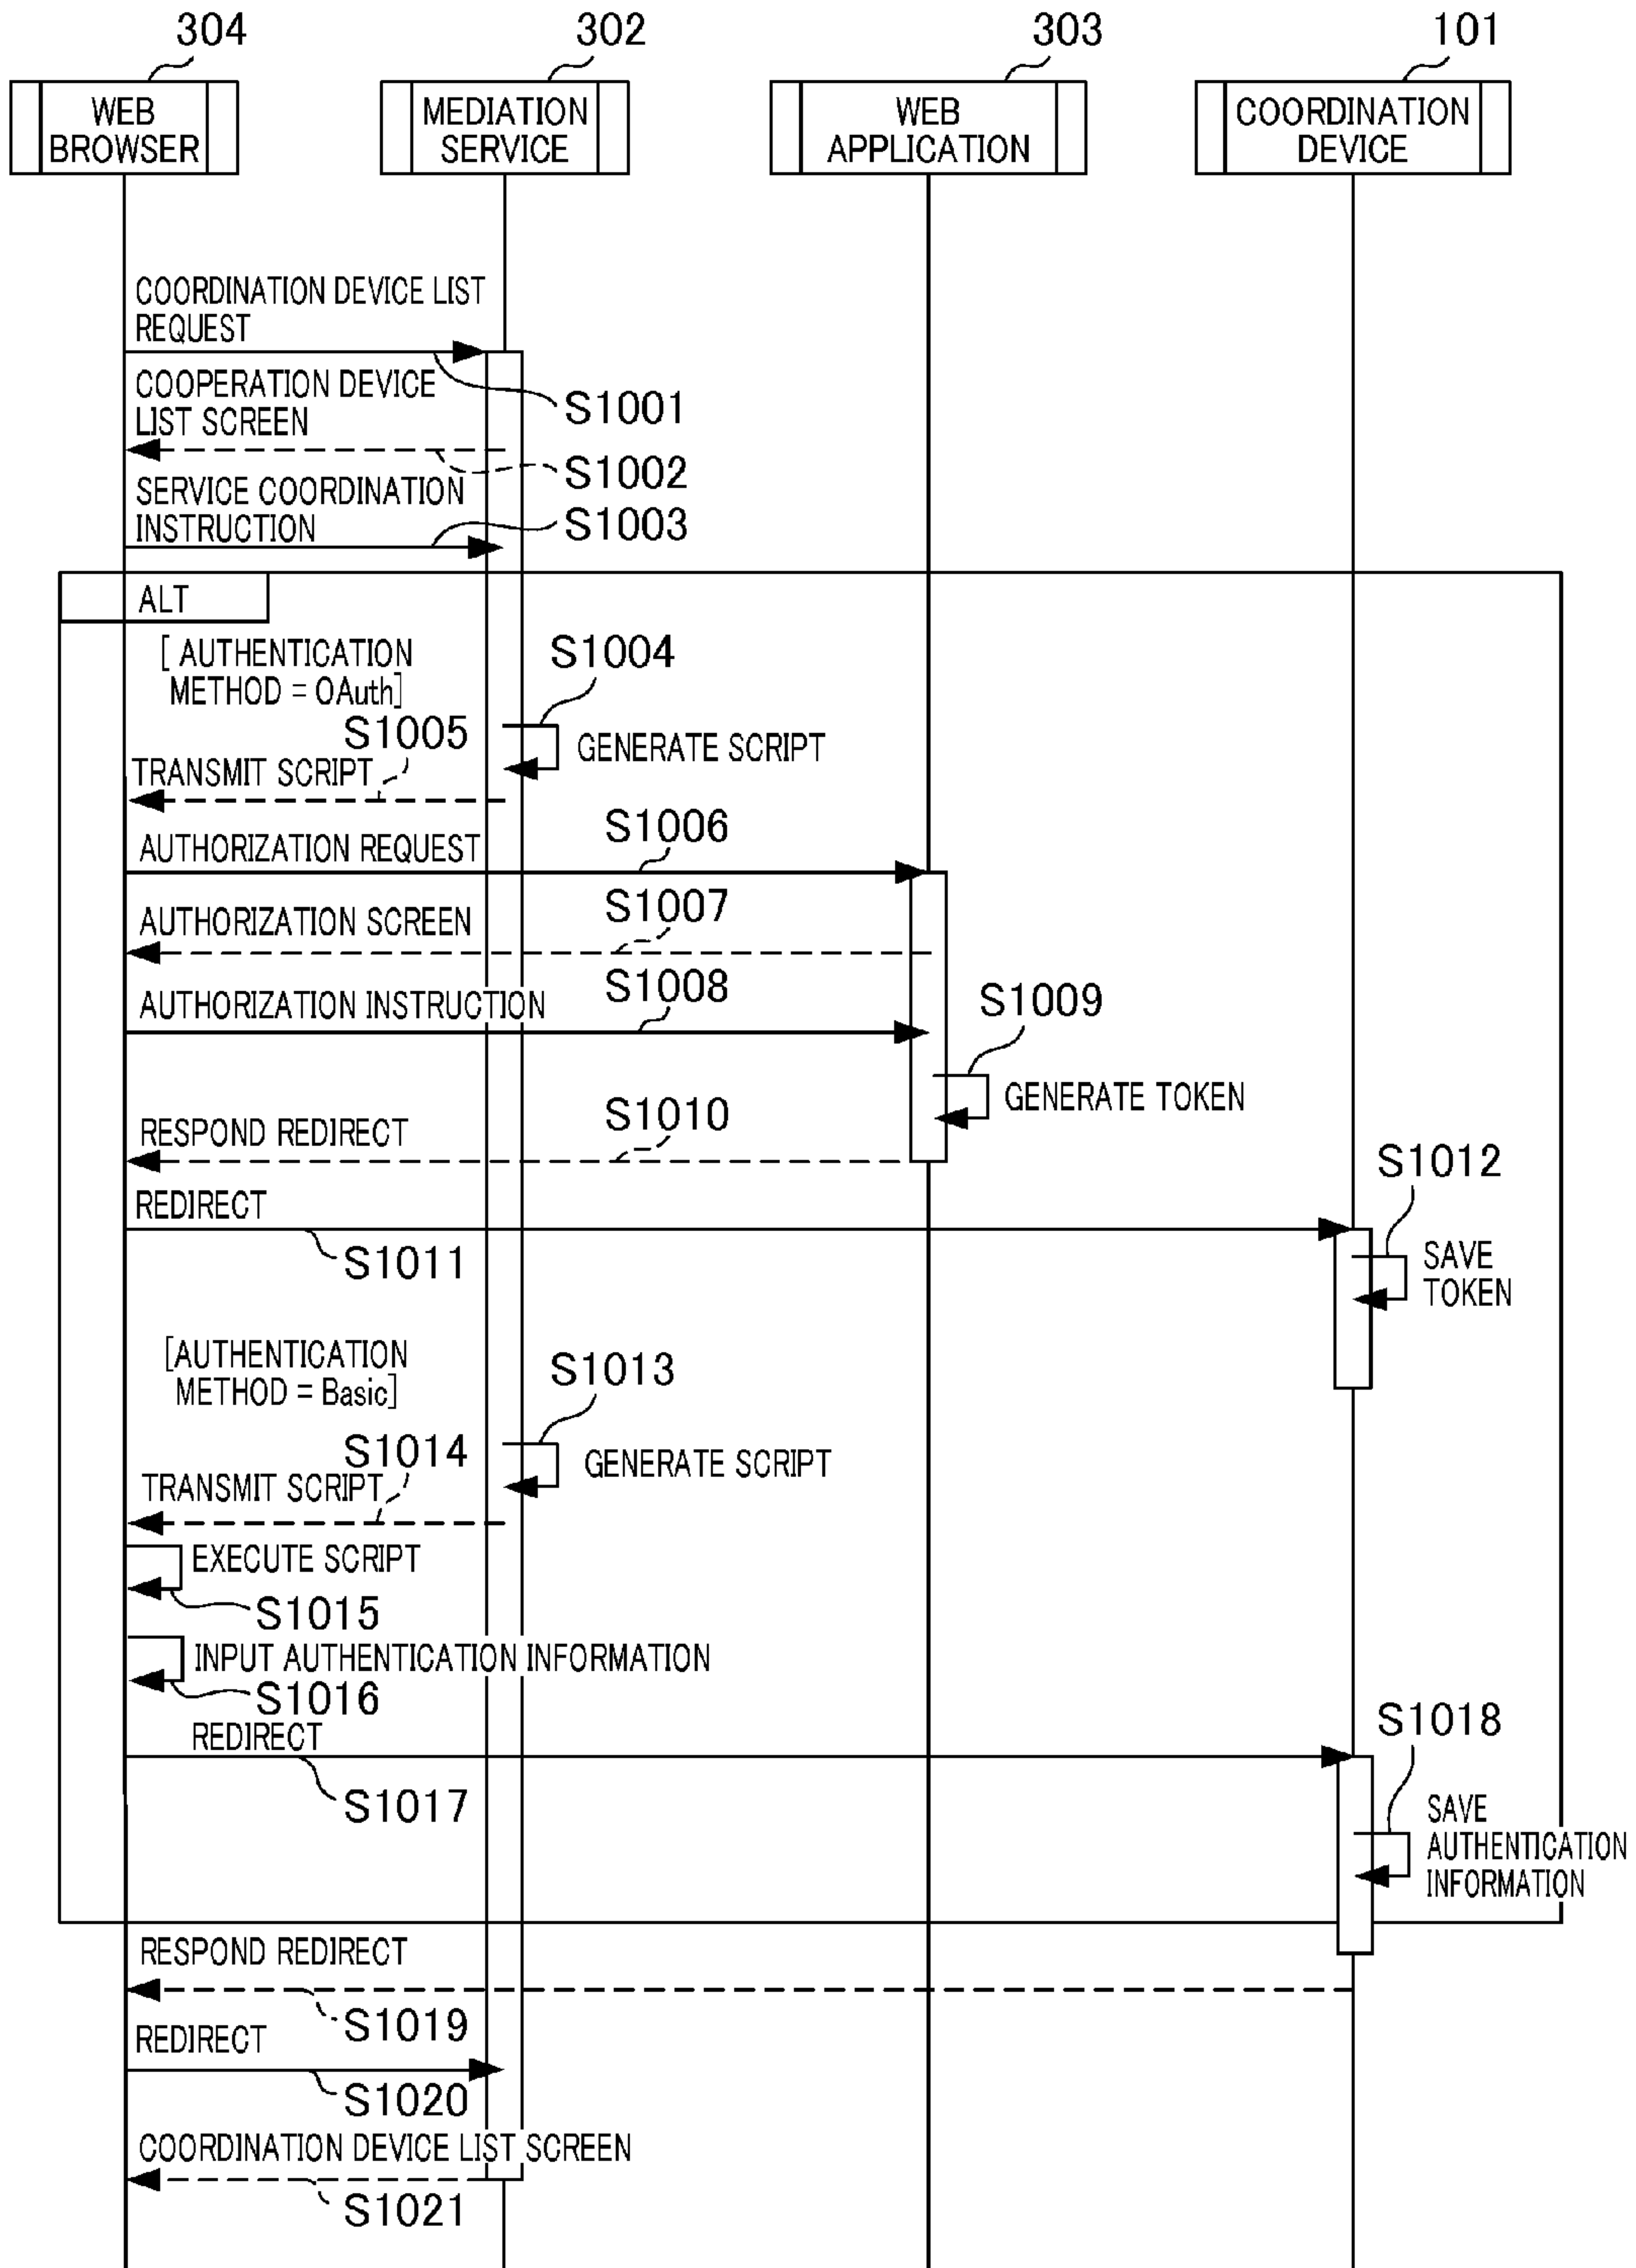 304
302
303
101
WEB
BROWSER
MEDIATION
SERVICE
WEB
APPLICATION
COORDINATION
DEVICE
COORDINATION DEVICE LIST
REQUEST
S1001
COOPERATION DEVICE
LIST SCREEN
S1002
SERVICE COORDINATION
INSTRUCTION
S1003
ALT
[ AUTHENTICATION
METHOD = OAuth]
S1004
GENERATE SCRIPT
S1005
TRANSMIT SCRIPT
S1006
AUTHORIZATION REQUEST
S1007
AUTHORIZATION SCREEN
S1008
AUTHORIZATION INSTRUCTION
S1009
GENERATE TOKEN
S1010
RESPOND REDIRECT
REDIRECT
S1011
S1012
SAVE
TOKEN
[AUTHENTICATION
METHOD = Basic]
S1013
GENERATE SCRIPT
S1014
TRANSMIT SCRIPT
EXECUTE SCRIPT
S1015
INPUT AUTHENTICATION INFORMATION
S1016
REDIRECT
S1017
S1018
SAVE
AUTHENTICATION
INFORMATION
RESPOND REDIRECT
S1019
REDIRECT
S1020
COORDINATION DEVICE LIST SCREEN
S1021